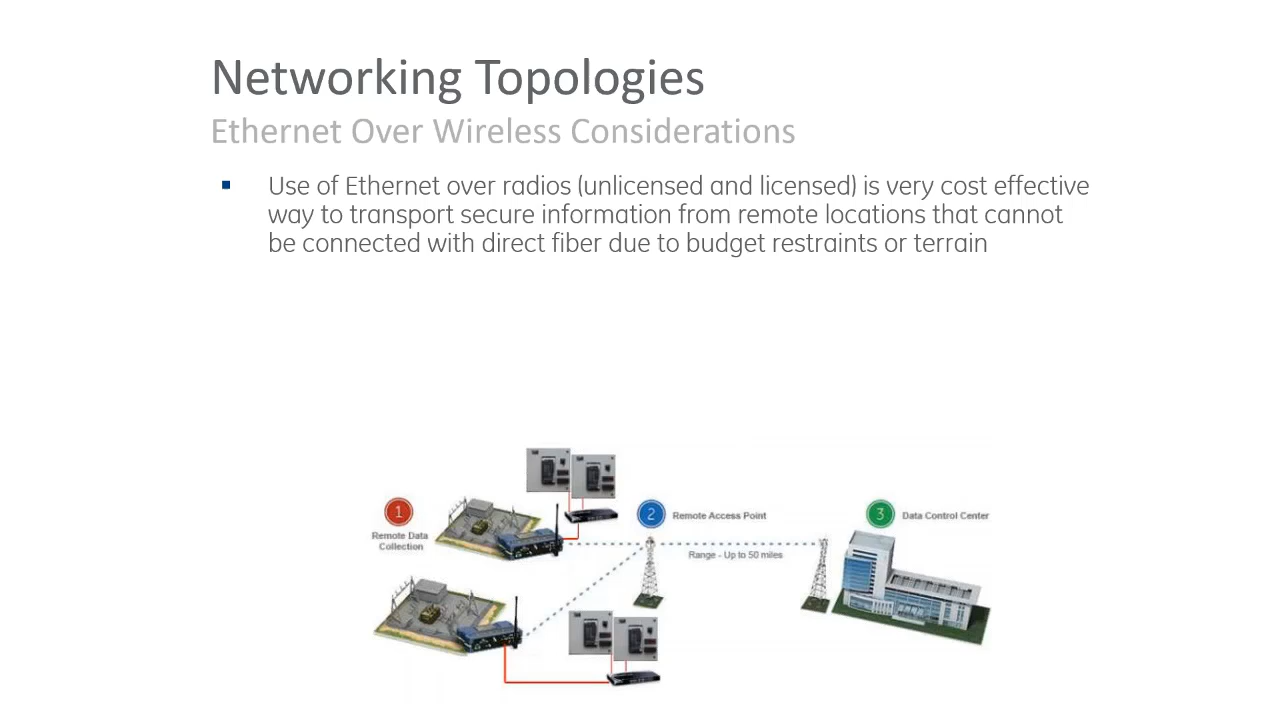 Networking Topologies
Ethernet Over Wireless Considerations
Use of Ethernet over radios (unlicensed and licensed) is very cost effective
way to transport secure information from remote locations that cannot
be connected with direct fiber due to budget restraints or terrain
1
Remote Data
Collection
2
Remote Access Point
3
Data Control Center
Range - Up to 50 miles